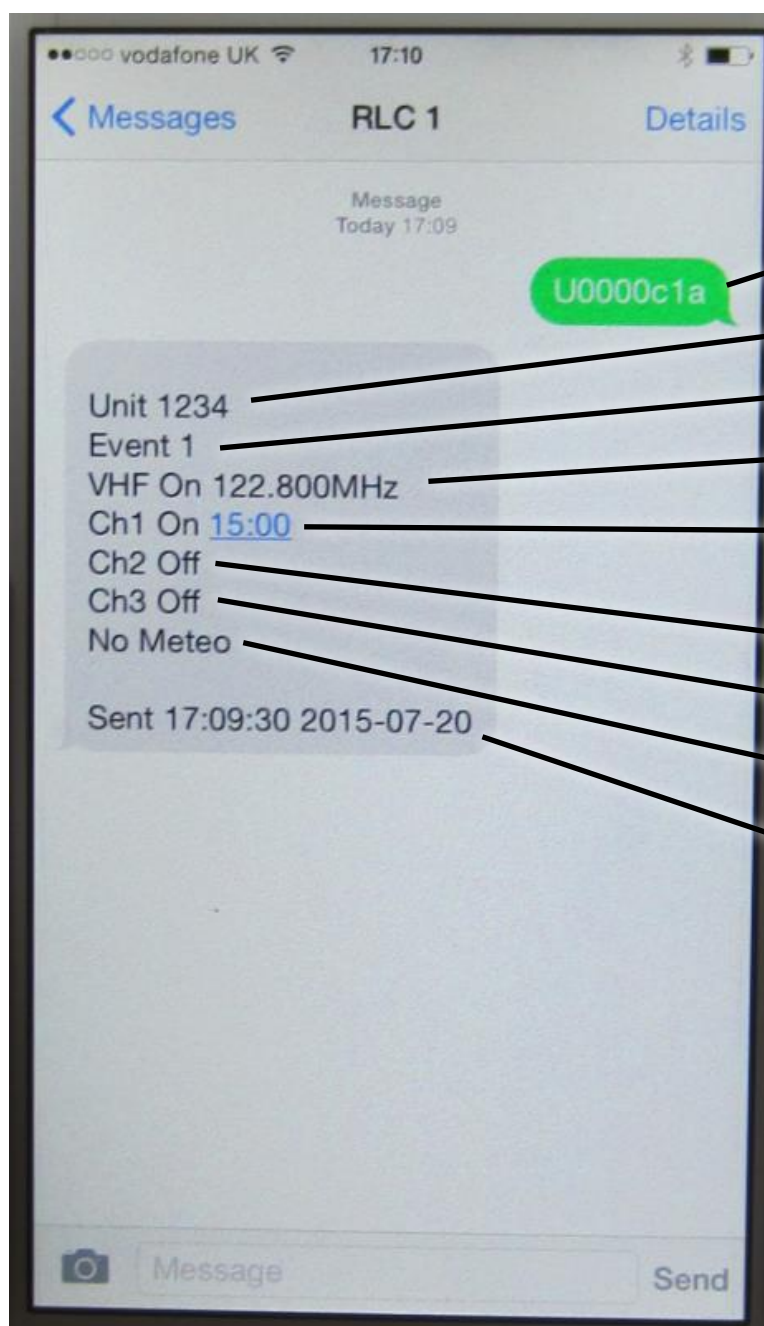 vodafone UK 17:10
Messages RLC 1 Details
Message
Today 17:09
U0000c1a
Unit 1234
Event 1
VHF On 122.800MHz
Ch1 On 15:00
Ch2 Off
Ch3 Off
No Meteo
Sent 17:09:30 2015-07-20
Message Send